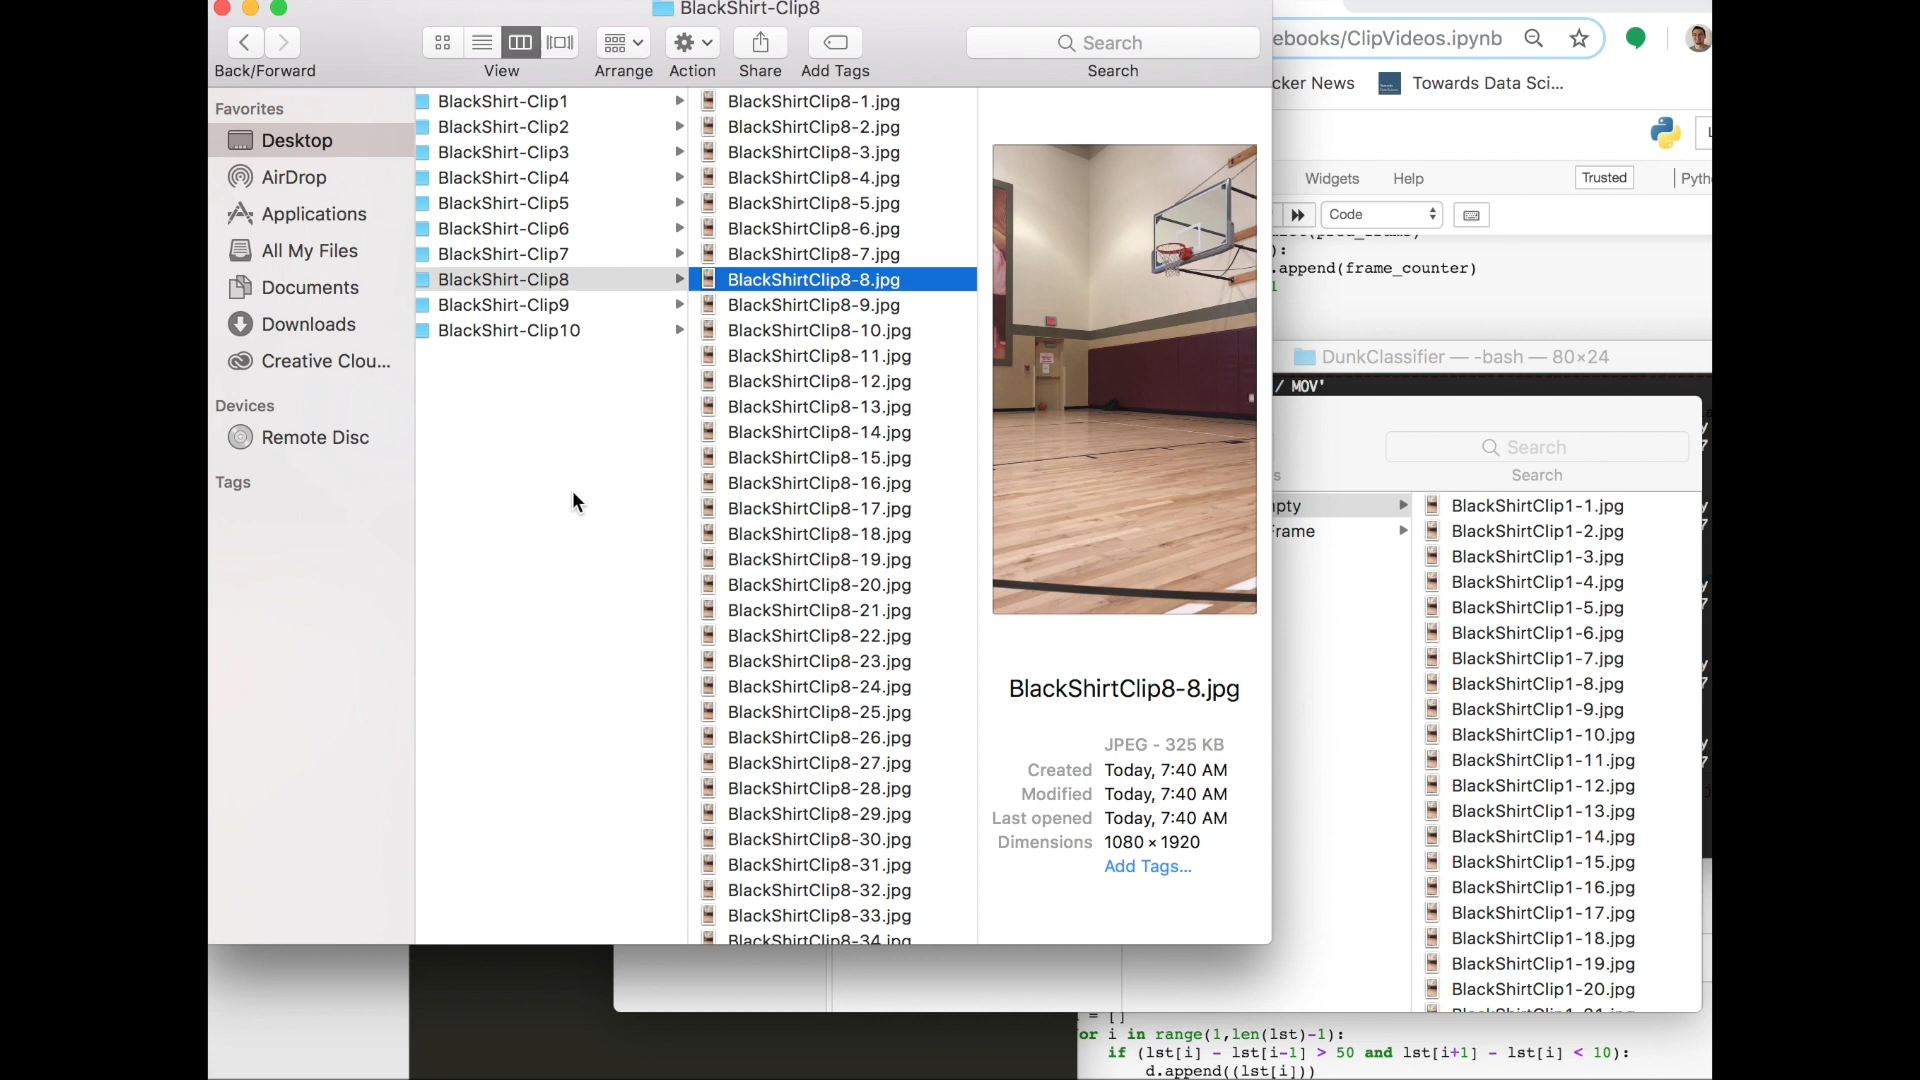 BlackShirt-Clip8
Back/Forward
View
Arrange
Action
Share
Add Tags
Search
Search
Favorites
Desktop
AirDrop
Applications
All My Files
Documents
Downloads
Creative Clou...
Devices
Remote Disc
Tags
BlackShirt-Clip1
BlackShirt-Clip2
BlackShirt-Clip3
BlackShirt-Clip4
BlackShirt-Clip5
BlackShirt-Clip6
BlackShirt-Clip7
BlackShirt-Clip8
BlackShirt-Clip9
BlackShirt-Clip10
BlackShirtClip8-1.jpg
BlackShirtClip8-2.jpg
BlackShirtClip8-3.jpg
BlackShirtClip8-4.jpg
BlackShirtClip8-5.jpg
BlackShirtClip8-6.jpg
BlackShirtClip8-7.jpg
BlackShirtClip8-8.jpg
BlackShirtClip8-9.jpg
BlackShirtClip8-10.jpg
BlackShirtClip8-11.jpg
BlackShirtClip8-12.jpg
BlackShirtClip8-13.jpg
BlackShirtClip8-14.jpg
BlackShirtClip8-15.jpg
BlackShirtClip8-16.jpg
BlackShirtClip8-17.jpg
BlackShirtClip8-18.jpg
BlackShirtClip8-19.jpg
BlackShirtClip8-20.jpg
BlackShirtClip8-21.jpg
BlackShirtClip8-22.jpg
BlackShirtClip8-23.jpg
BlackShirtClip8-24.jpg
BlackShirtClip8-25.jpg
BlackShirtClip8-26.jpg
BlackShirtClip8-27.jpg
BlackShirtClip8-28.jpg
BlackShirtClip8-29.jpg
BlackShirtClip8-30.jpg
BlackShirtClip8-31.jpg
BlackShirtClip8-32.jpg
BlackShirtClip8-33.jpg
BlackShirtClip8-34.jpg
BlackShirtClip8-8.jpg
JPEG - 325 KB
Created Today, 7:40 AM
Modified Today, 7:40 AM
Last opened Today, 7:40 AM
Dimensions 1080 × 1920
Add Tags...
ebooks/ClipVideos.ipynb
cker News
Towards Data Sci...
Widgets
Help
Trusted
Pyth
Code
):
.append(frame_counter)
DunkClassifier — -bash — 80×24
/ MOV'
Search
Search
pty
rame
BlackShirtClip1-1.jpg
BlackShirtClip1-2.jpg
BlackShirtClip1-3.jpg
BlackShirtClip1-4.jpg
BlackShirtClip1-5.jpg
BlackShirtClip1-6.jpg
BlackShirtClip1-7.jpg
BlackShirtClip1-8.jpg
BlackShirtClip1-9.jpg
BlackShirtClip1-10.jpg
BlackShirtClip1-11.jpg
BlackShirtClip1-12.jpg
BlackShirtClip1-13.jpg
BlackShirtClip1-14.jpg
BlackShirtClip1-15.jpg
BlackShirtClip1-16.jpg
BlackShirtClip1-17.jpg
BlackShirtClip1-18.jpg
BlackShirtClip1-19.jpg
BlackShirtClip1-20.jpg
= []
or i in range(1,len(lst)-1):
if (lst[i] - lst[i-1] > 50 and lst[i+1] - lst[i] < 10):
d.append((lst[i]))